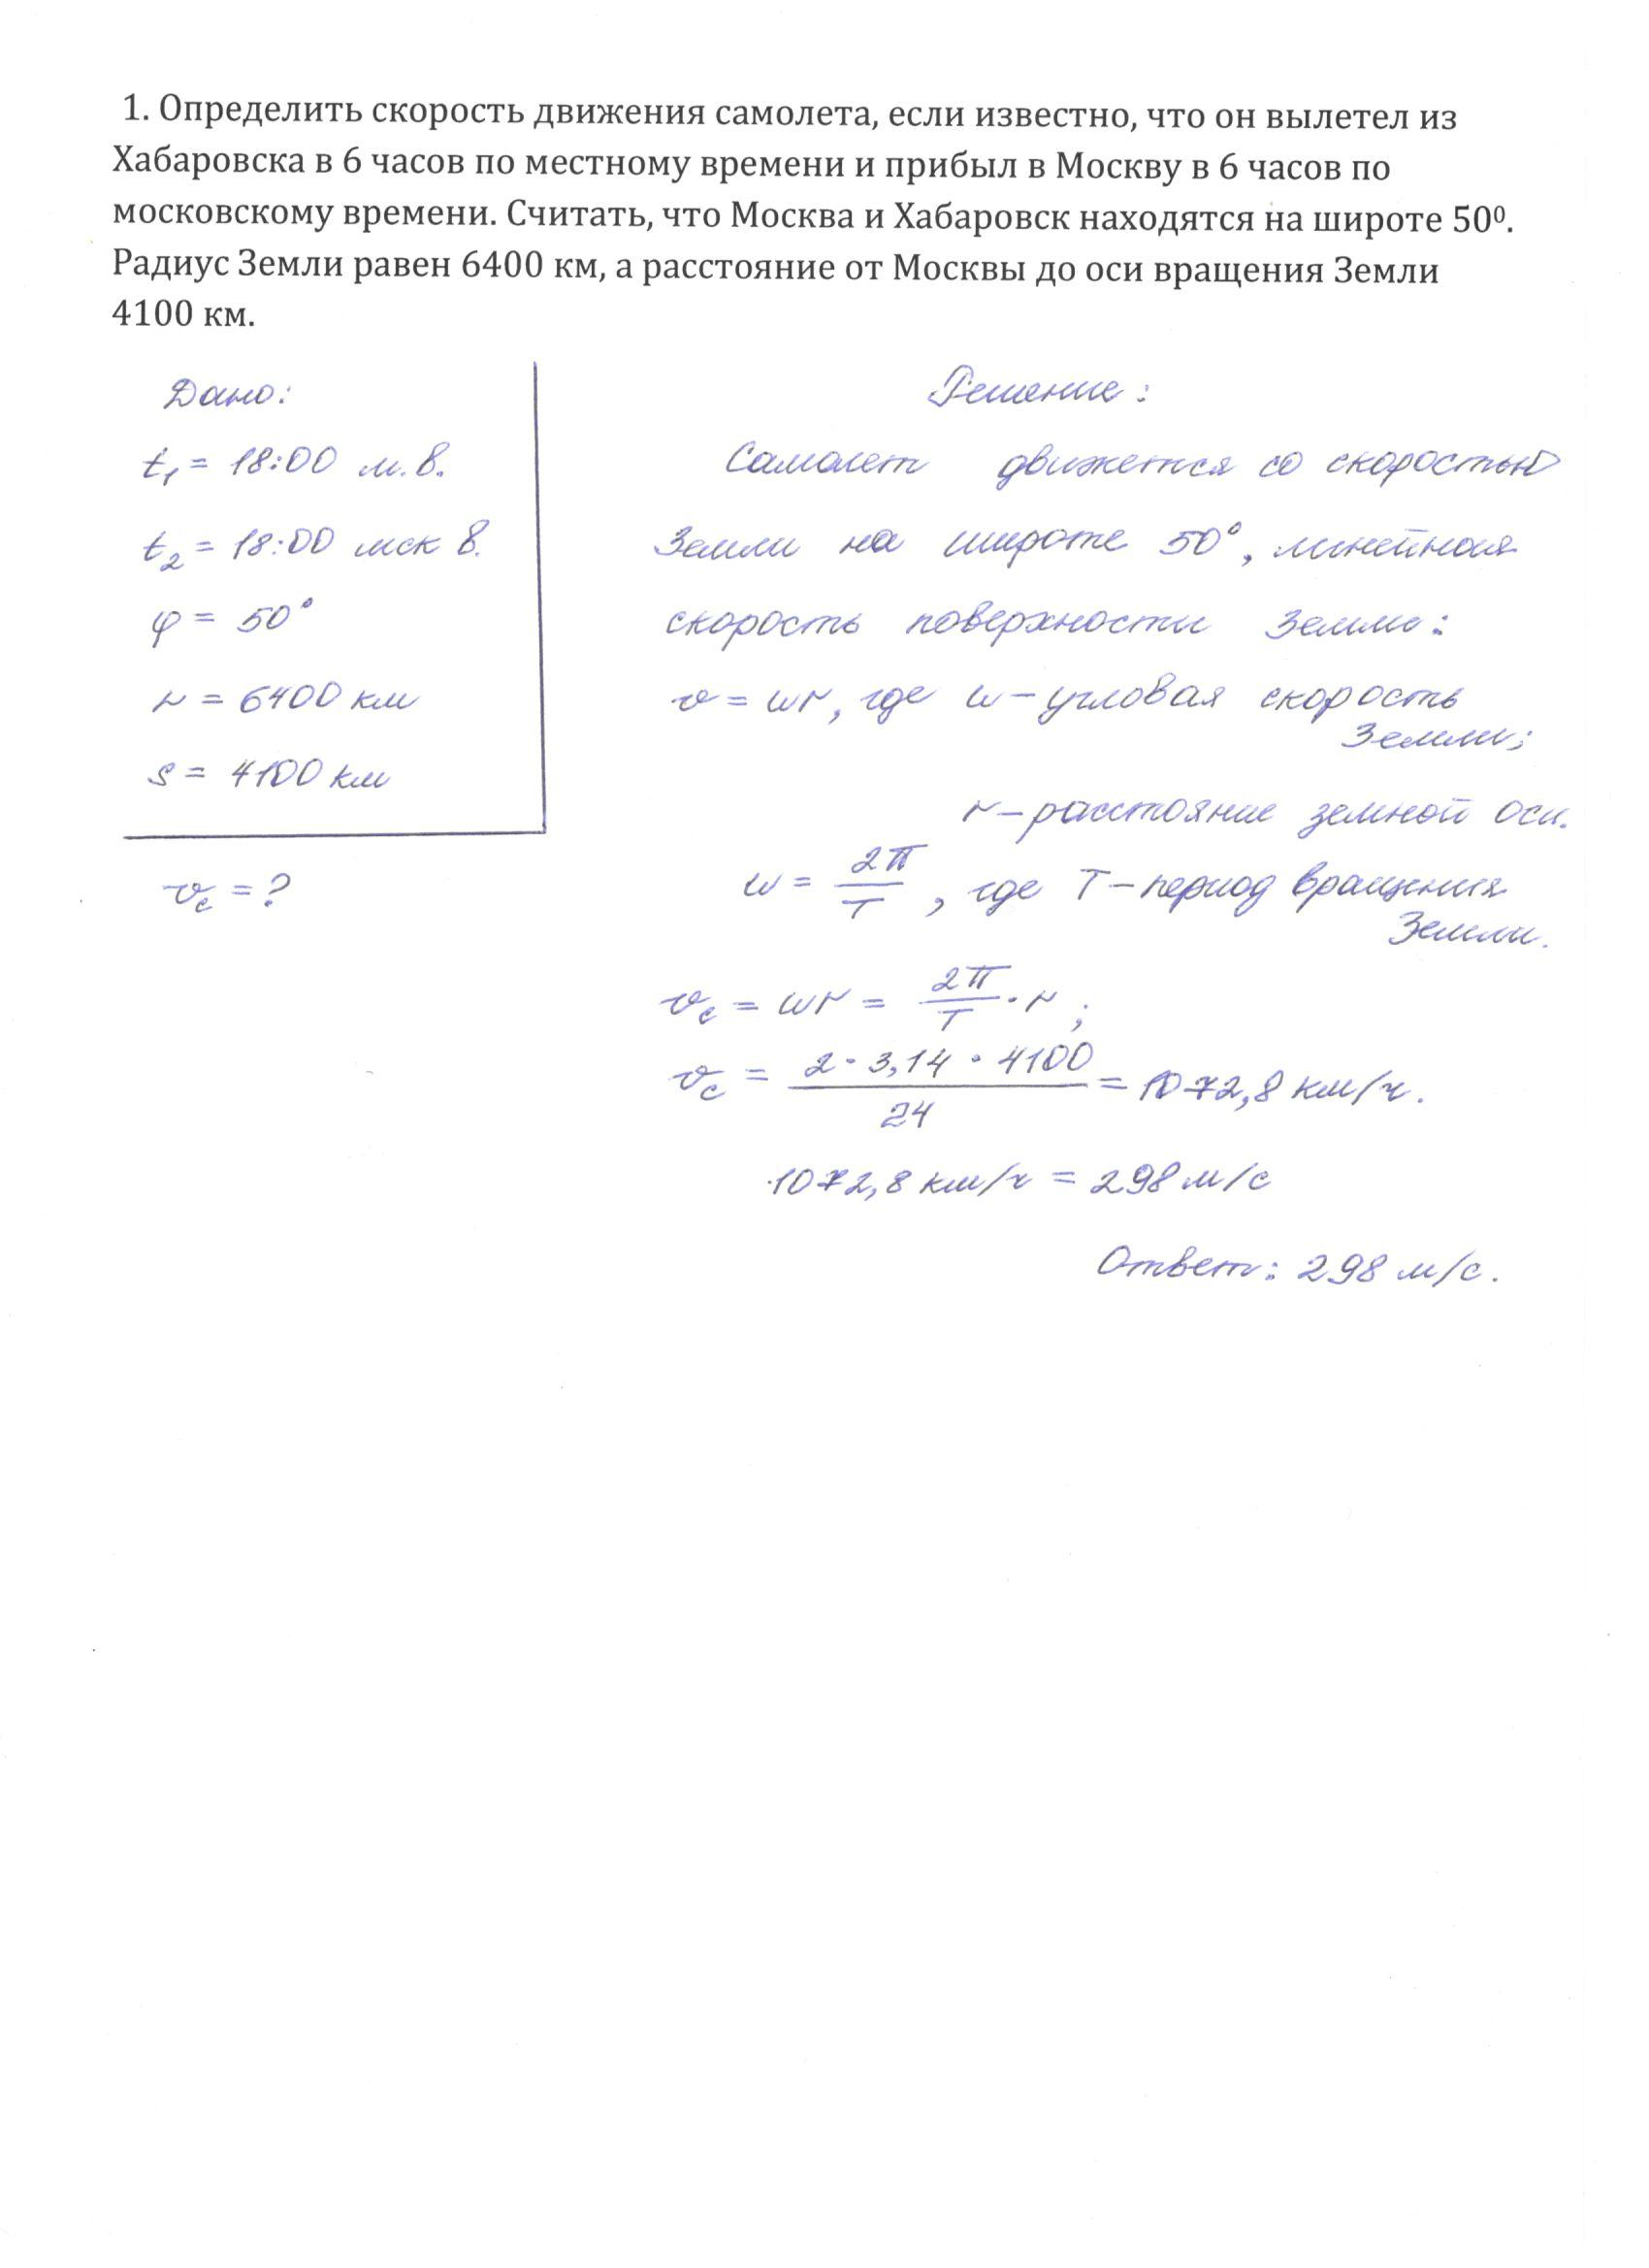 1. Определить скорость движения самолета, если известно, что он вылетел из
Хабаровска в 6 часов по местному времени и прибыл в Москву в 6 часов по
московскому времени. Считать, что Москва и Хабаровск находятся на широте 50⁰.
Радиус Земли равен 6400 км, а расстояние от Москвы до оси вращения Земли
4100 км.
Дано:
t₁ = 18:00 м.в.
t₂ = 18:00 мск в.
φ = 50°
r = 6400 км
s = 4100 км
v_c = ?
Решение:
Самолет движется со скоростью
Земли на широте 50°, линейная
скорость поверхности Земли:
v = wr, где w – угловая скорость
Земли;
r – расстояние земной оси.
w = 2π/T, где T – период вращения
Земли.
v_c = wr = 2π/T · r;
v_c = 2 · 3,14 · 4100 / 24 = 1072,8 км/ч.
1072,8 км/ч = 298 м/с
Ответ: 298 м/с.